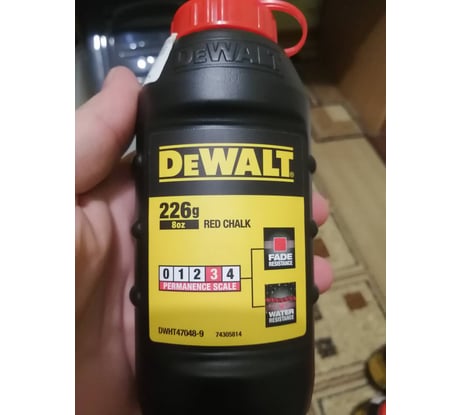 DEWALT
DEWALT
226g
8oz
RED CHALK
0 1 2 3 4
PERMANENCE SCALE
FADE
RESISTANCE
WATER
RESISTANCE
DWHT47048-9
74305814